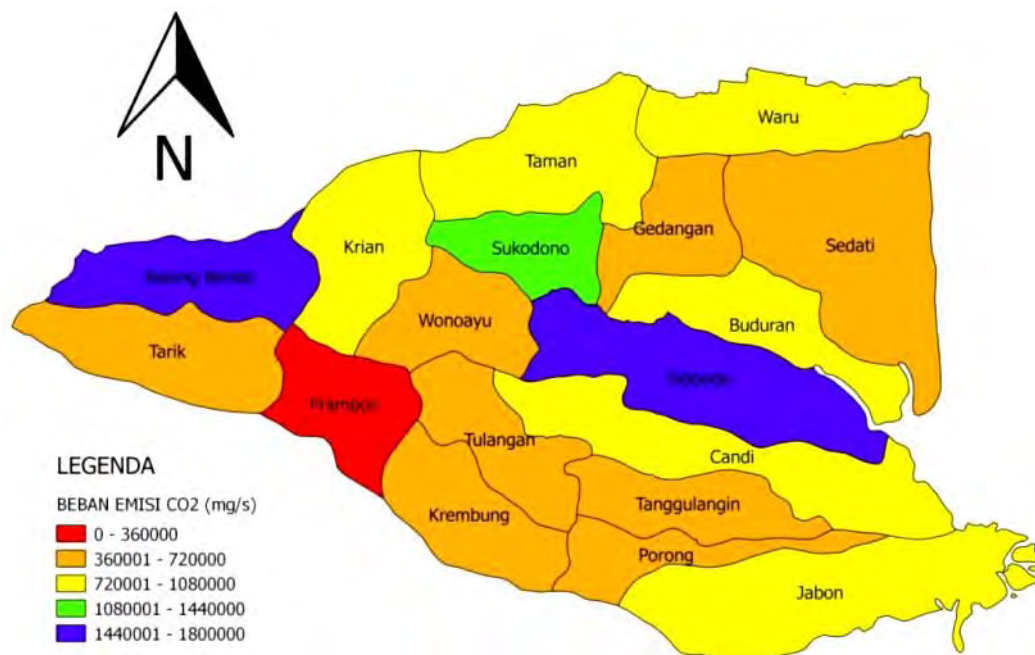 N
Waru
Taman
Gedangan
Sedati
Krian
Sukodono
Wonoayu
Buduran
Tarik
Prambon
Tulangan
Candi
Krembung
Tanggulangin
Porong
Jabon
LEGENDA
BEBAN EMISI CO2 (mg/s)
0 - 360000
360001 - 720000
720001 - 1080000
1080001 - 1440000
1440001 - 1800000